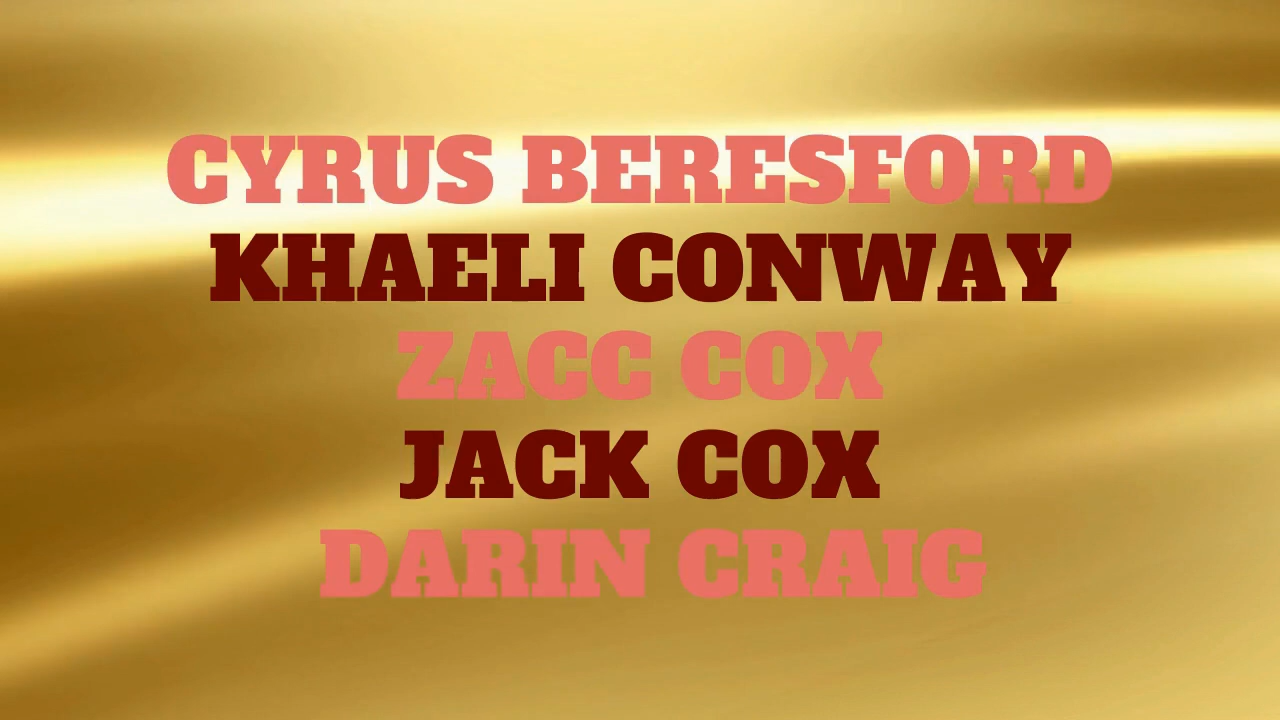 CYRUS BERESFORD
KHAELI CONWAY
ZACC COX
JACK COX
DARIN CRAIG